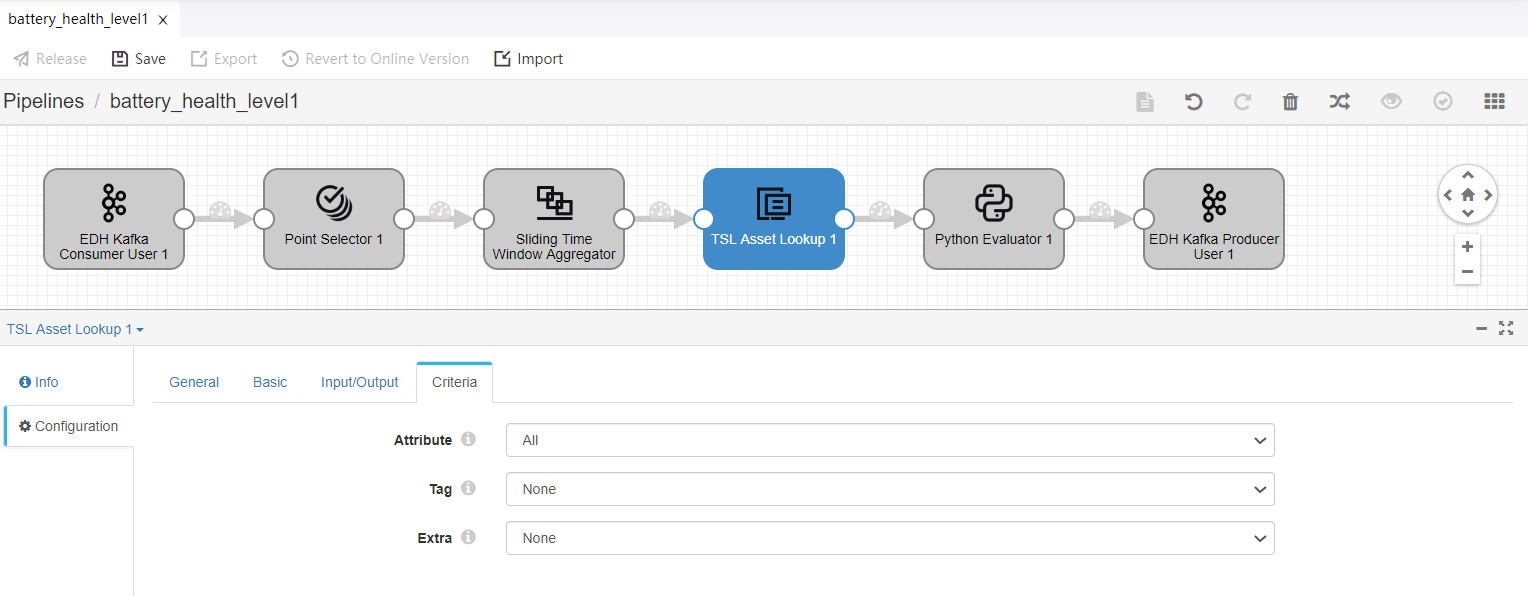 battery_health_level1
Release Save Export Revert to Online Version Import
Pipelines / battery_health_level1
EDH Kafka
Consumer User 1
Point Selector 1
Sliding Time
Window Aggregator
TSL Asset Lookup 1
Python Evaluator 1
EDH Kafka Producer
User 1
TSL Asset Lookup 1
Info
Configuration
General Basic Input/Output Criteria
Attribute All
Tag None
Extra None